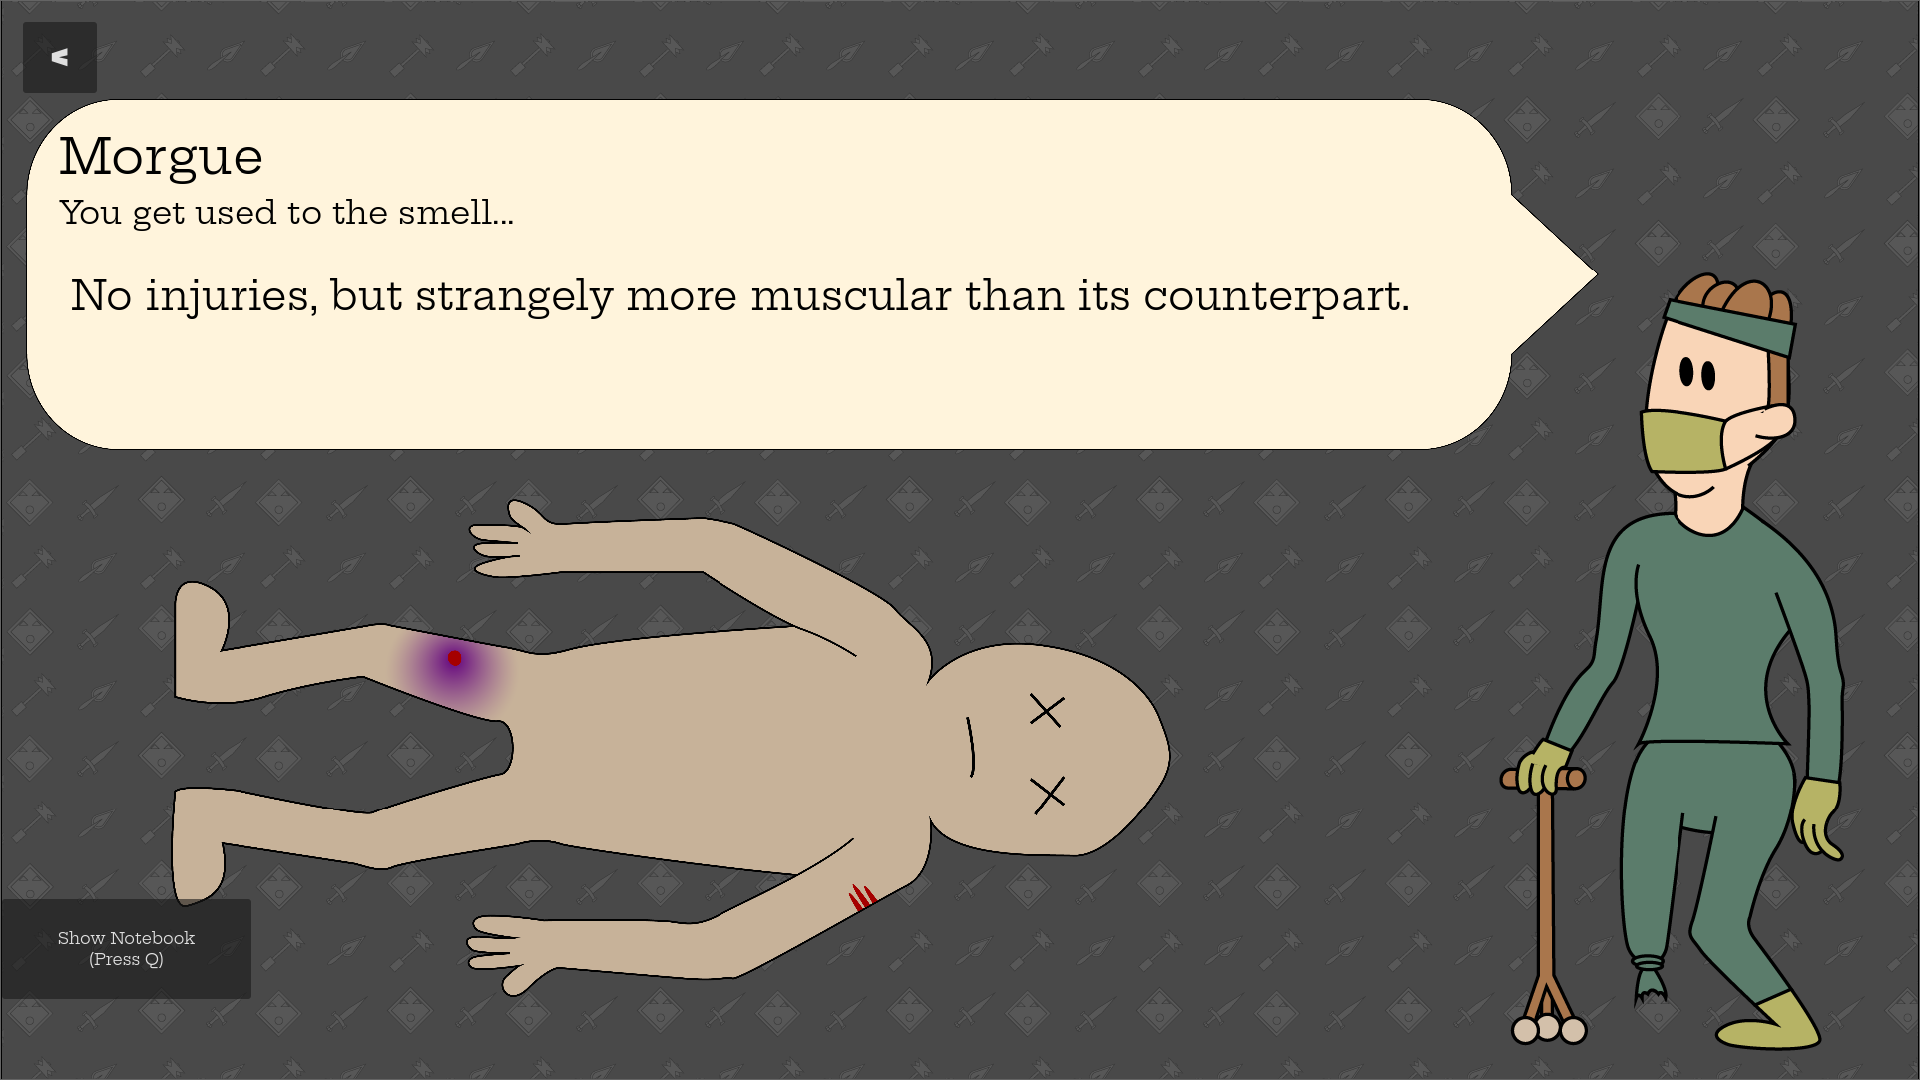 <
Morgue
You get used to the smell...
No injuries, but strangely more muscular than its counterpart.
Show Notebook
(Press Q)